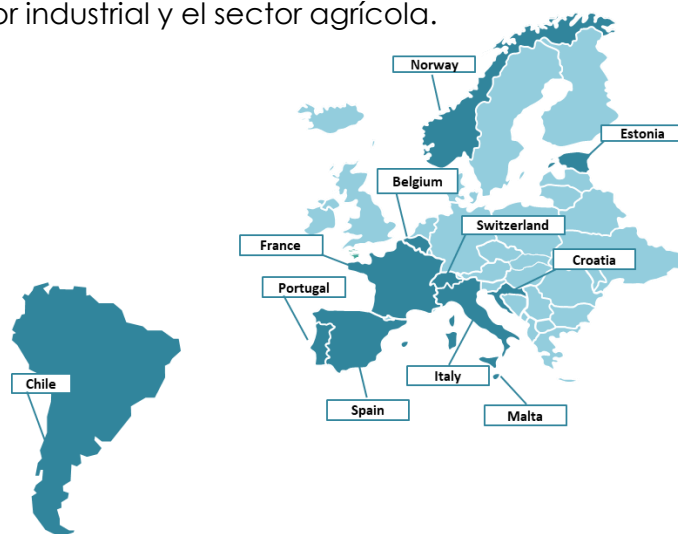 or industrial y el sector agrícola.
Norway
Estonia
Belgium
Switzerland
France
Croatia
Portugal
Chile
Italy
Spain
Malta